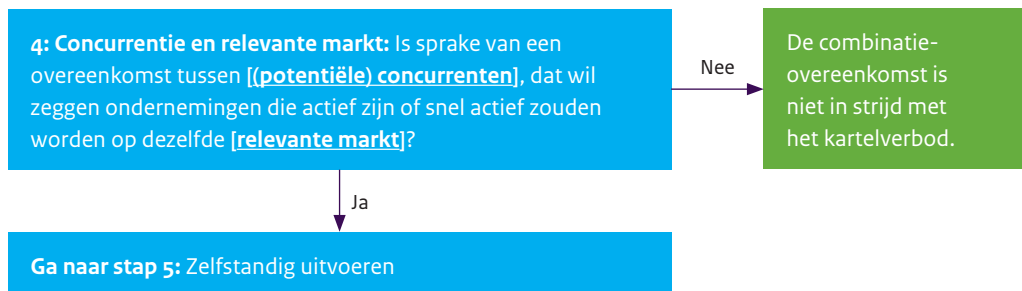 4: Concurrentie en relevante markt: Is sprake van een
overeenkomst tussen [(potentiële) concurrenten], dat wil
zeggen ondernemingen die actief zijn of snel actief zouden
worden op dezelfde [relevante markt]?
Nee
De combinatie-
overeenkomst is
niet in strijd met
het kartelverbod.
Ja
Ga naar stap 5: Zelfstandig uitvoeren